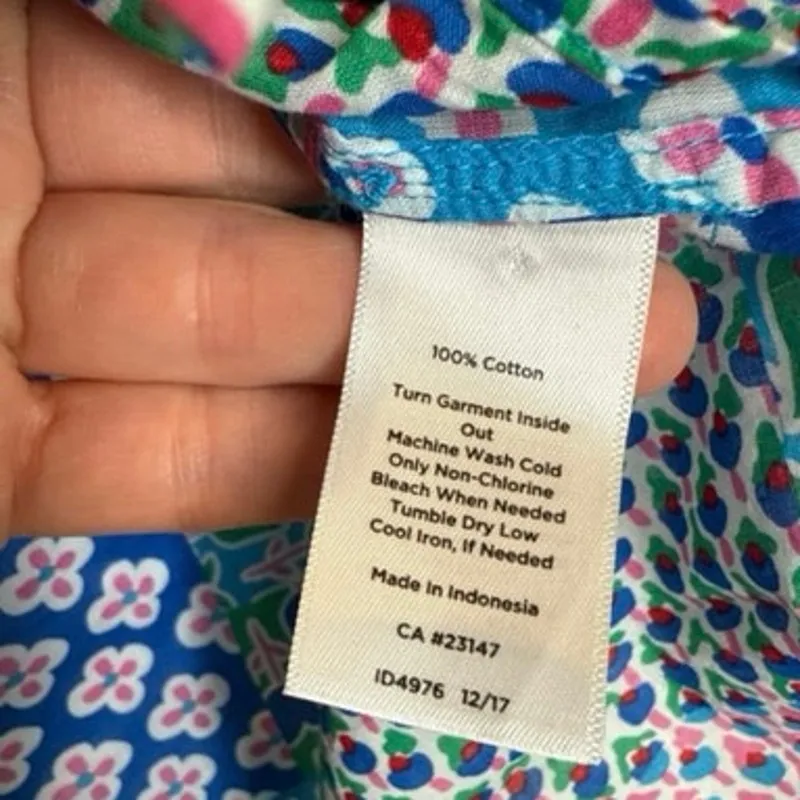 100% Cotton
Turn Garment Inside
Out
Machine Wash Cold
Only Non-Chlorine
Bleach When Needed
Tumble Dry Low
Cool Iron, If Needed
Made In Indonesia
CA #23147
ID4976 12/17